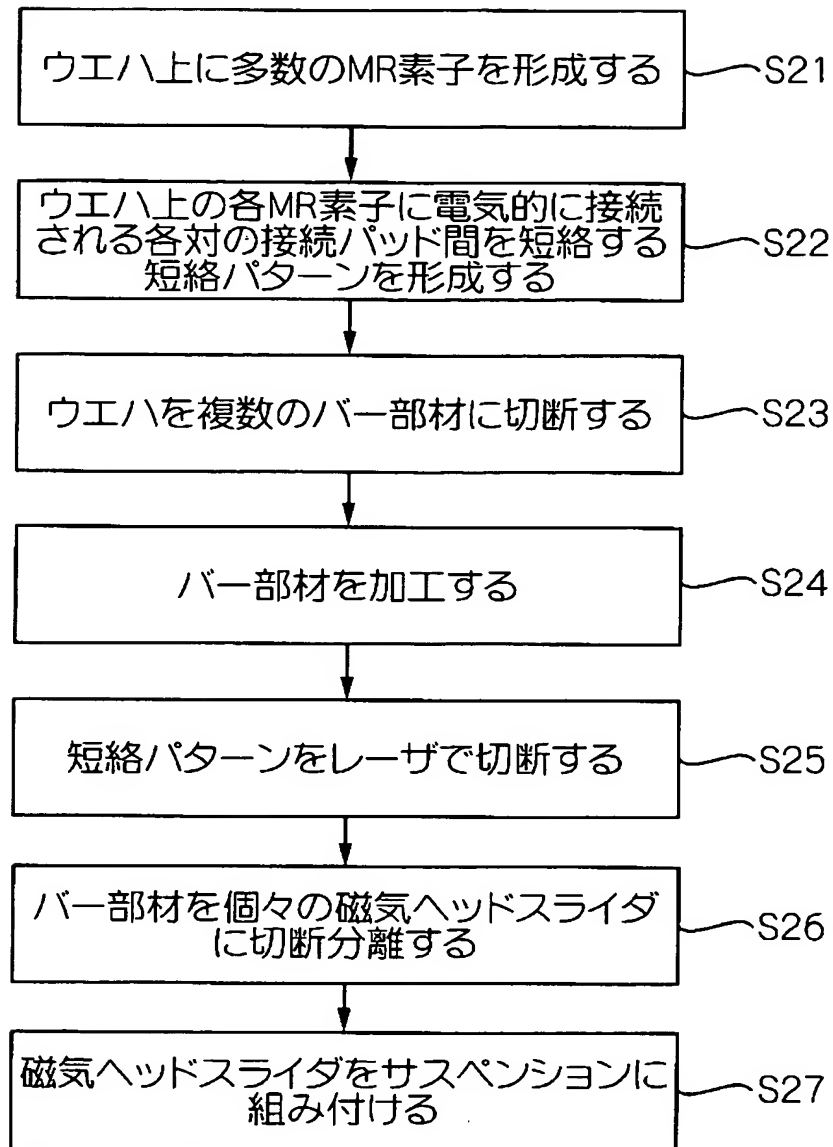 ウエハ上に多数のMR素子を形成する
S21
ウエハ上の各MR素子に電気的に接続
される各対の接続パッド間を短絡する
短絡パターンを形成する
S22
ウエハを複数のバー部材に切断する
S23
バー部材を加工する
S24
短絡パターンをレーザで切断する
S25
バー部材を個々の磁気ヘッドスライダ
に切断分離する
S26
磁気ヘッドスライダをサスペンションに
組み付ける
S27